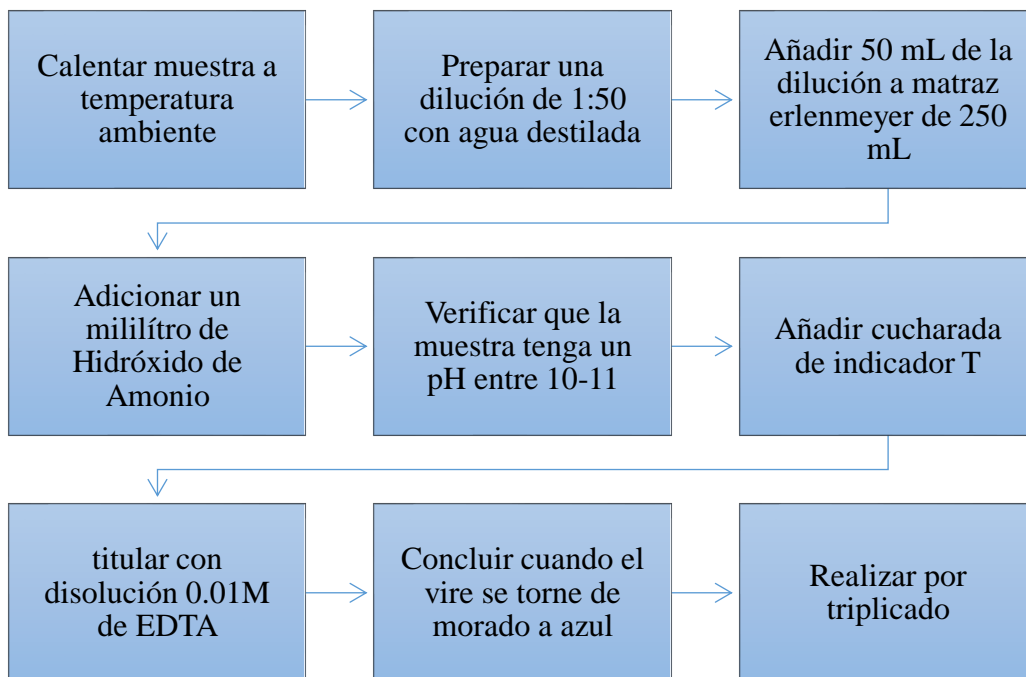 Calentar muestra a
temperatura
ambiente
Preparar una
dilución de 1:50
con agua destilada
Añadir 50 mL de la
dilución a matraz
erlenmeyer de 250
mL
Adicionar un
mililítro de
Hidróxido de
Amonio
Verificar que la
muestra tenga un
pH entre 10-11
Añadir cucharada
de indicador T
titular con
disolución 0.01M
de EDTA
Concluir cuando el
vire se torne de
morado a azul
Realizar por
triplicado